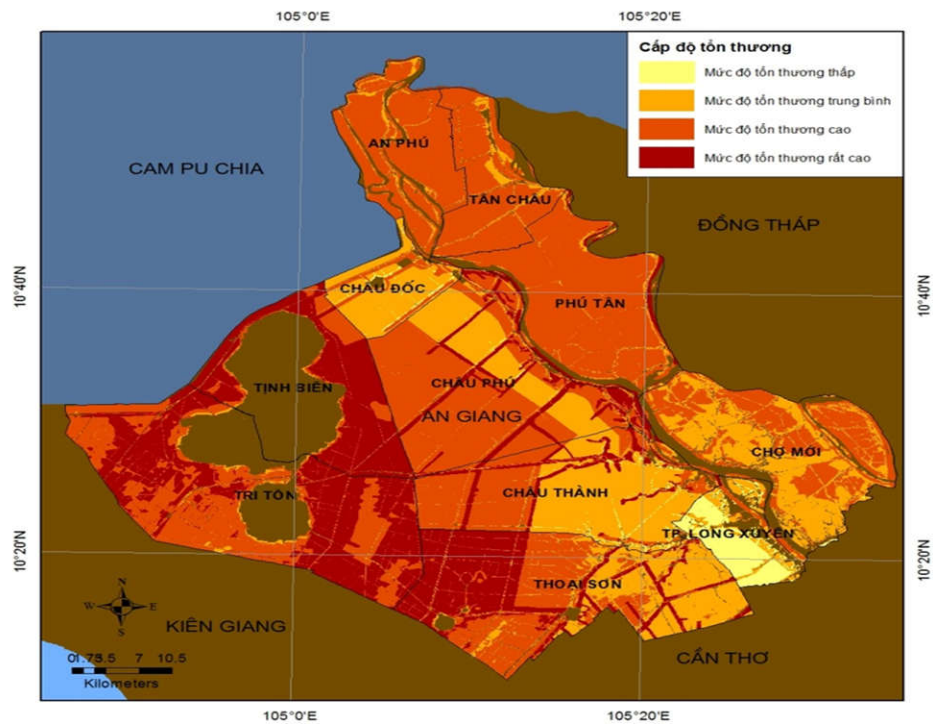 105°0'E
105°20'E
Cấp độ tổn thương
Mức độ tổn thương thấp
Mức độ tổn thương trung bình
Mức độ tổn thương cao
Mức độ tổn thương rất cao
AN PHÚ
CAM PU CHIA
TÂN CHÂU
ĐỒNG THÁP
10°40'N
10°40'N
CHÂU ĐỐC
PHÚ TÂN
TỊNH BIÊN
CHÂU PHÚ
AN GIANG
CHỢ MỚI
TRI TÔN
CHÂU THÀNH
TP. LONG XUYÊN
10°20'N
10°20'N
THOẠI SƠN
N
W
E
S
KIÊN GIANG
CẦN THƠ
01.753.5 7 10.5
Kilometers
105°0'E
105°20'E